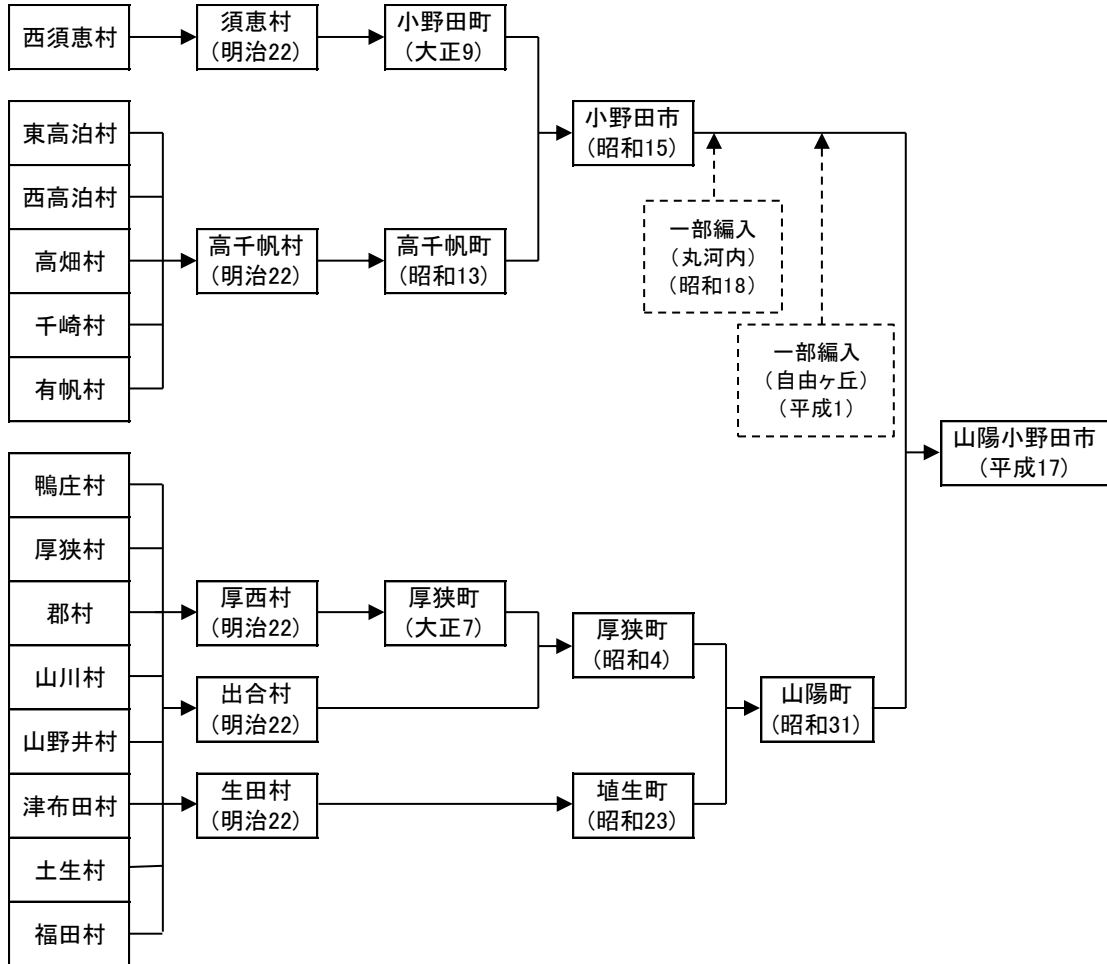 西須恵村
須恵村
(明治22)
小野田町
(大正9)
東高泊村
西高泊村
高畑村
千崎村
有帆村
高千帆村
(明治22)
高千帆町
(昭和13)
小野田市
(昭和15)
一部編入
(丸河内)
(昭和18)
一部編入
(自由ヶ丘)
(平成1)
山陽小野田市
(平成17)
鴨庄村
厚狭村
郡村
山川村
山野井村
津布田村
土生村
福田村
厚西村
(明治22)
厚狭町
(大正7)
出合村
(明治22)
厚狭町
(昭和4)
生田村
(明治22)
埴生町
(昭和23)
山陽町
(昭和31)